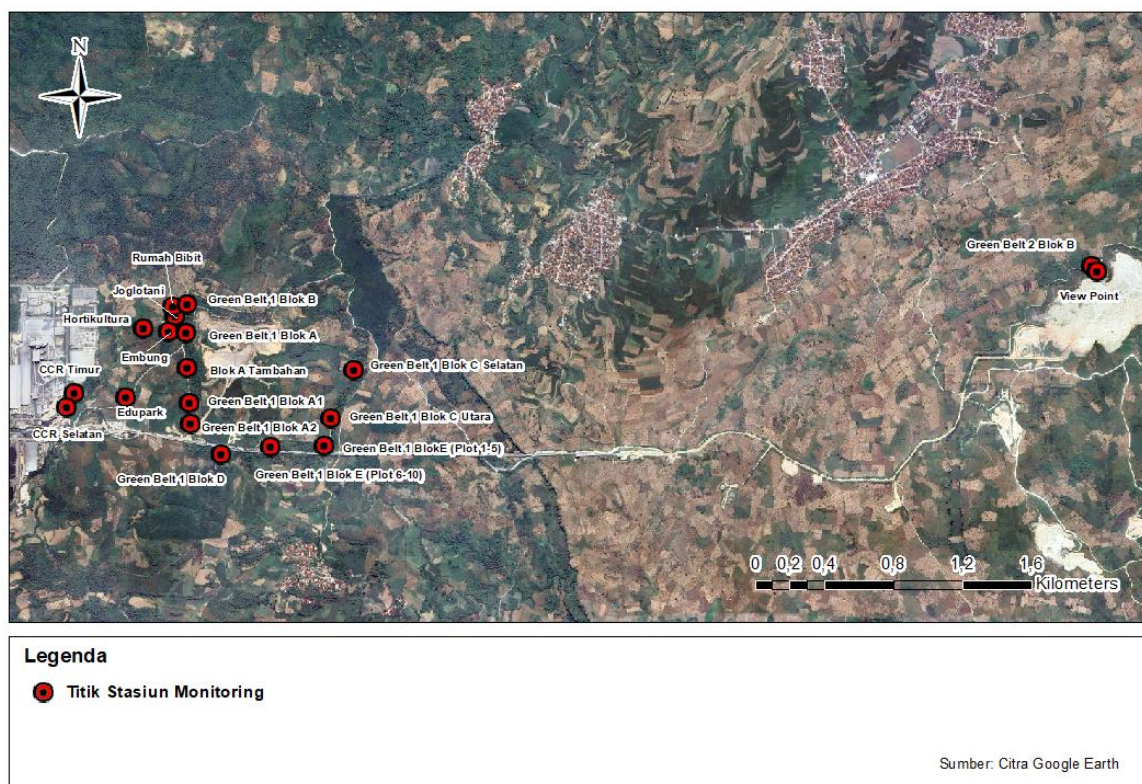 N
Green Belt 2 Blok B
Rumah Bibit
Joglotani
Green Belt 1 Blok B
View Point
Hortikultura
Green Belt 1 Blok A
Embung
CCR Timur
Blok A Tambahan
Green Belt 1 Blok C Selatan
Edupark
Green Belt 1 Blok A1
CCR Selatan
Green Belt 1 Blok C Utara
Green Belt 1 Blok A2
Green Belt 1 BlokE (Plot 1-5)
Green Belt 1 Blok D
Green Belt 1 Blok E (Plot 6-10)
0 0,2 0,4 0,8 1,2 1,6
Kilometers
Legenda
Titik Stasiun Monitoring
Sumber: Citra Google Earth